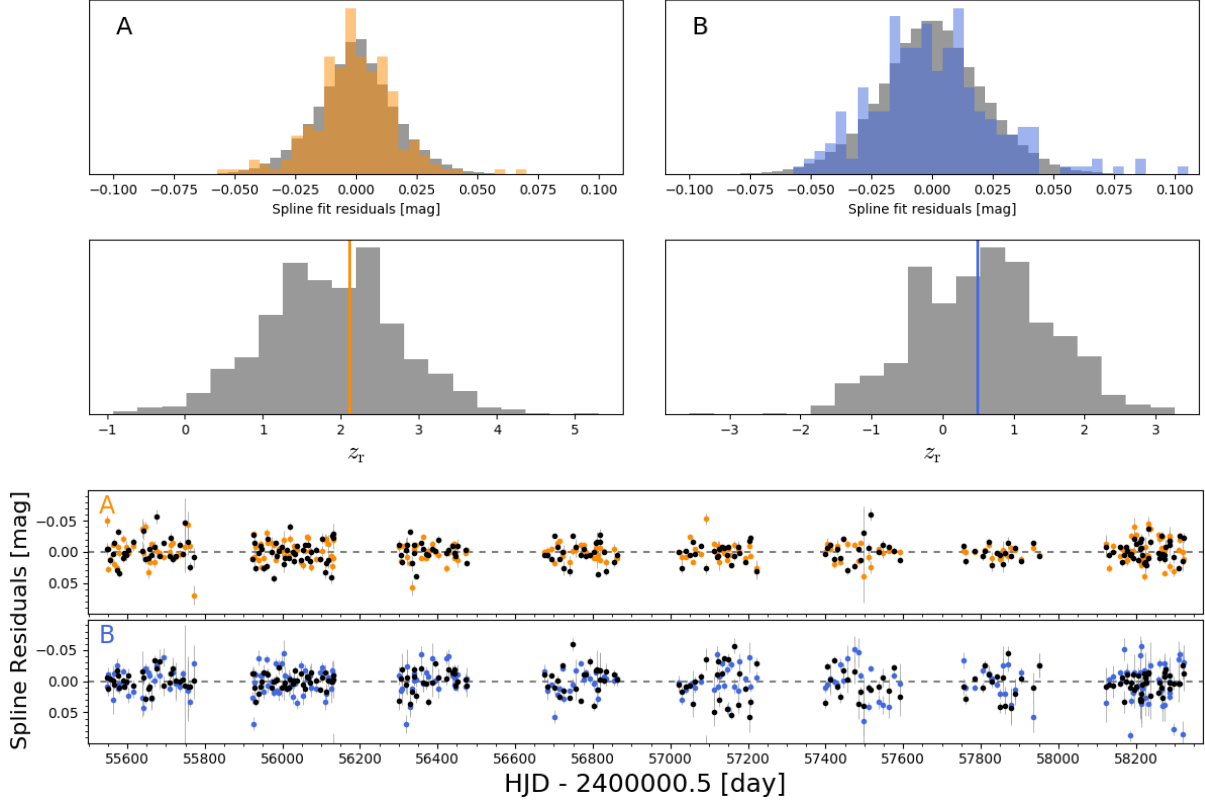 A
B
−0.100 −0.075 −0.050 −0.025 0.000 0.025 0.050 0.075 0.100
−0.100 −0.075 −0.050 −0.025 0.000 0.025 0.050 0.075 0.100
Spline fit residuals [mag]
Spline fit residuals [mag]
−1 0 1 2 3 4 5
−3 −2 −1 0 1 2 3
z_r
z_r
Spline Residuals [mag]
A
−0.05
0.00
0.05
B
−0.05
0.00
0.05
55600 55800 56000 56200 56400 56600 56800 57000 57200 57400 57600 57800 58000 58200
HJD - 2400000.5 [day]